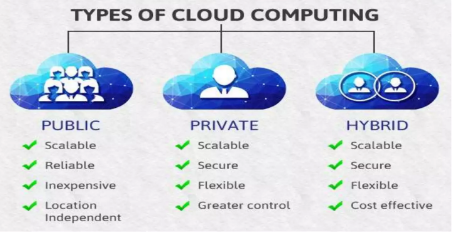 TYPES OF CLOUD COMPUTING
PUBLIC
Scalable
Reliable
Inexpensive
Location
Independent
PRIVATE
Scalable
Secure
Flexible
Greater control
HYBRID
Scalable
Secure
Flexible
Cost effective